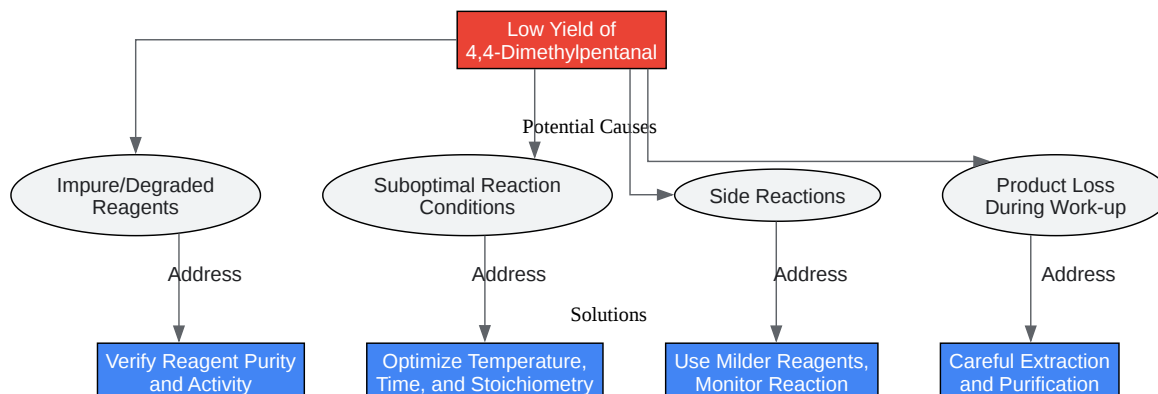 Low Yield of
4,4-Dimethylpentanal
Potential Causes
Impure/Degraded
Reagents
Suboptimal Reaction
Conditions
Side Reactions
Product Loss
During Work-up
Address
Address
Address
Address
Solutions
Verify Reagent Purity
and Activity
Optimize Temperature,
Time, and Stoichiometry
Use Milder Reagents,
Monitor Reaction
Careful Extraction
and Purification